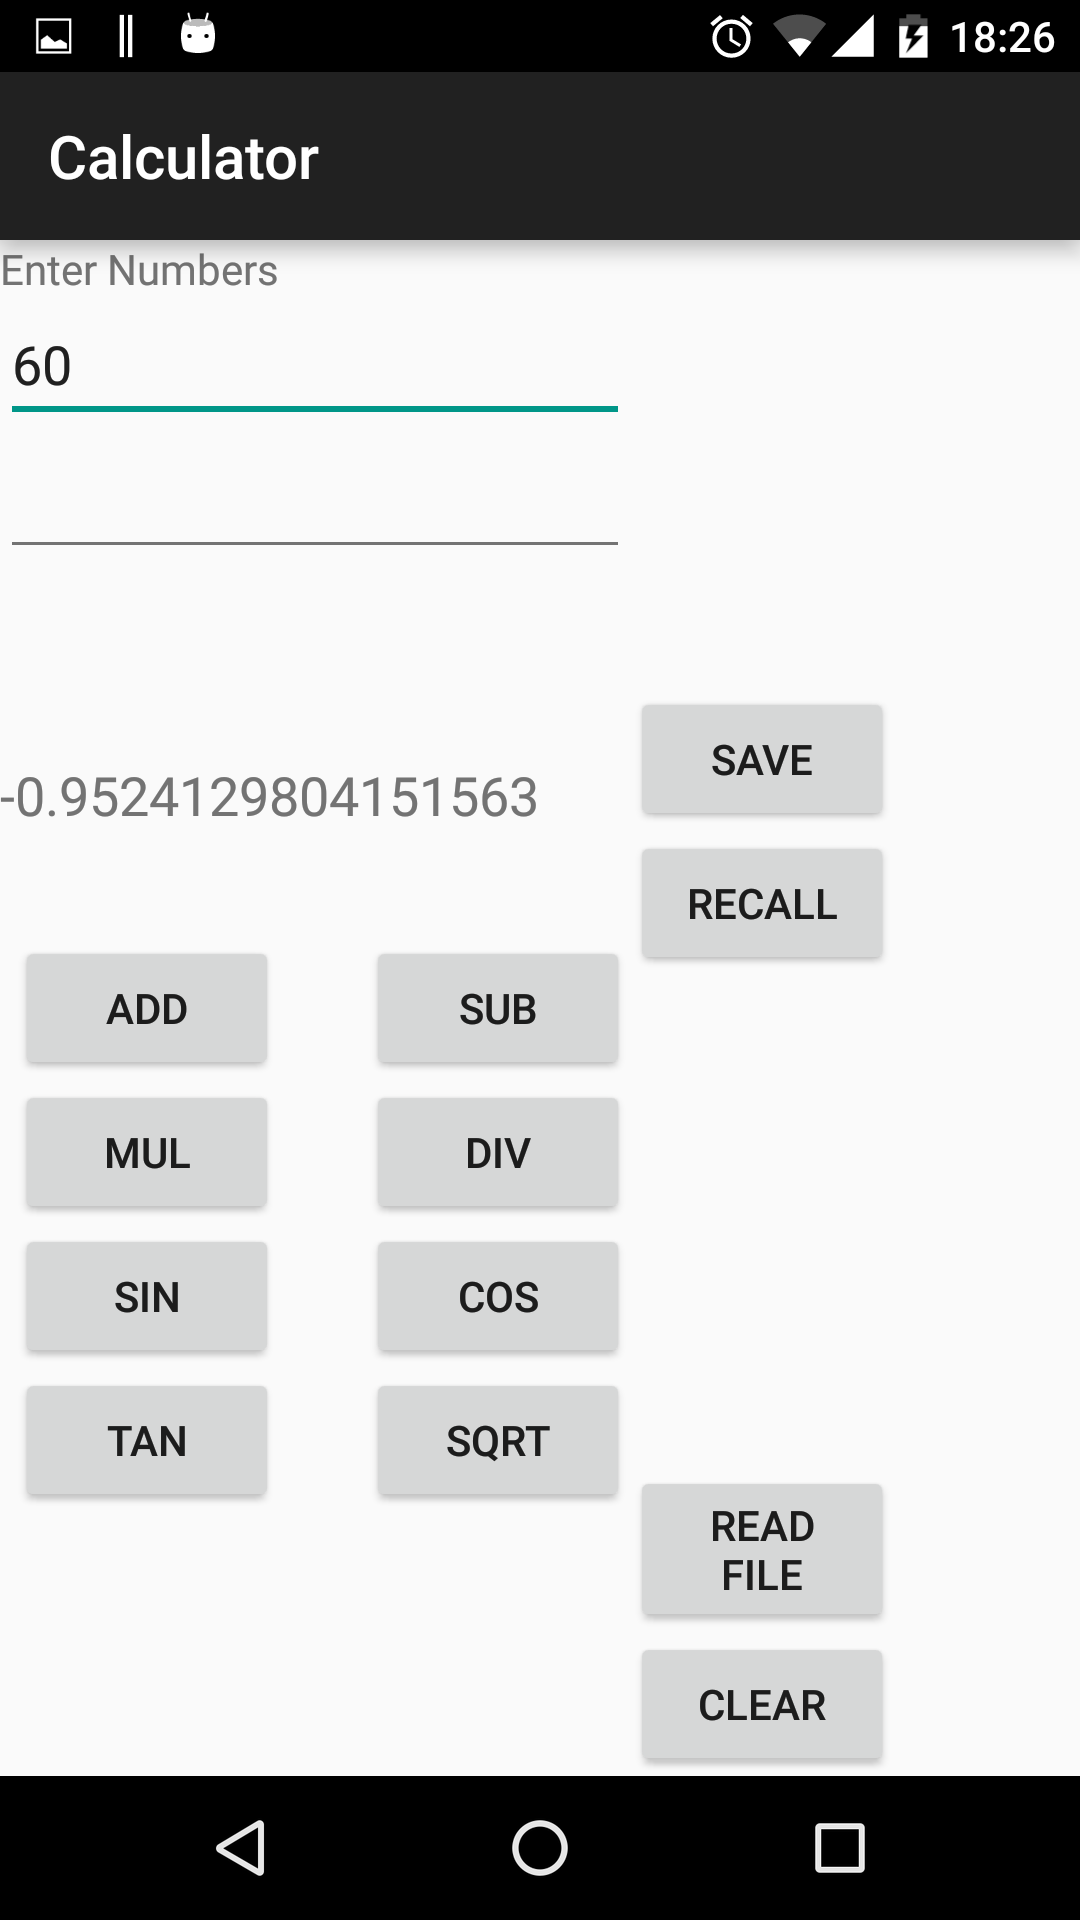 18:26
Calculator
Enter Numbers
60
-0.9524129804151563
SAVE
RECALL
ADD
SUB
MUL
DIV
SIN
COS
TAN
SQRT
READ
FILE
CLEAR